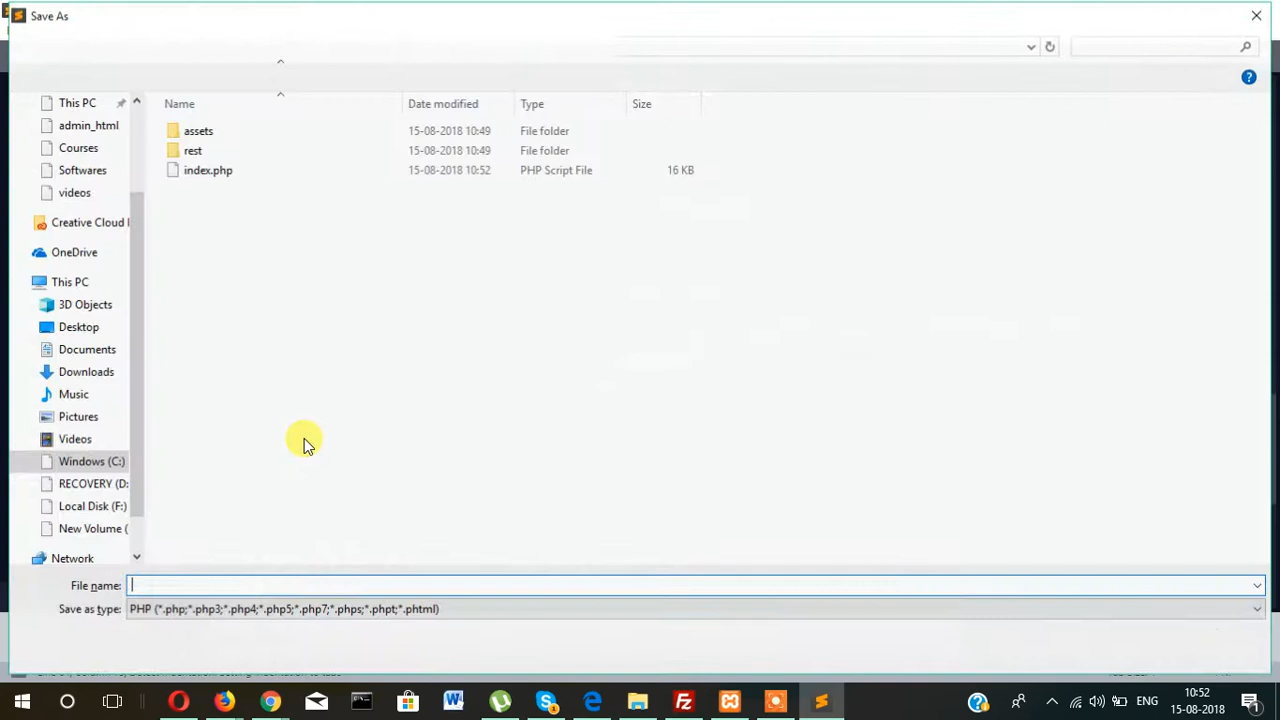 Save As
Name Date modified Type Size
This PC
admin_html
Courses
Softwares
videos
Creative Cloud
OneDrive
This PC
3D Objects
Desktop
Documents
Downloads
Music
Pictures
Videos
Windows (C:)
RECOVERY (D:
Local Disk (F:)
New Volume (
Network
assets 15-08-2018 10:49 File folder
rest 15-08-2018 10:49 File folder
index.php 15-08-2018 10:52 PHP Script File 16 KB
File name:
Save as type: PHP (*.php;*.php3;*.php4;*.php5;*.php7;*.phps;*.phpt;*.phtml)
ENG
10:52
15-08-2018